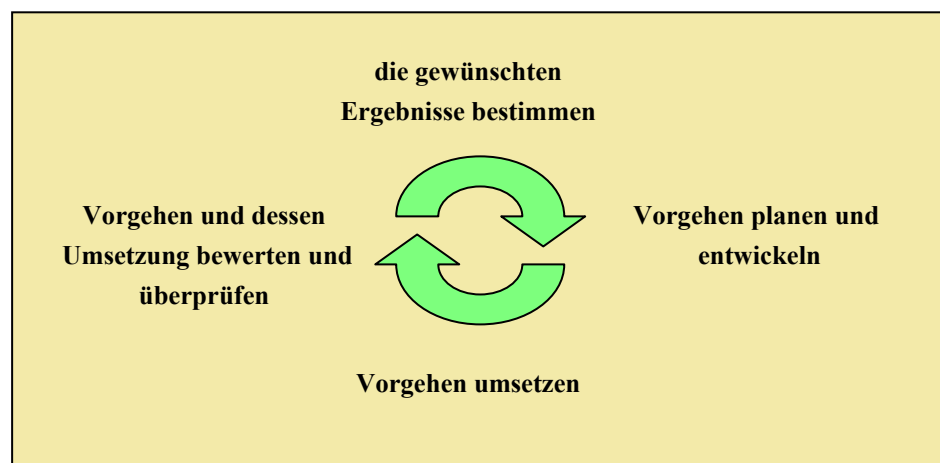 die gewünschten
Ergebnisse bestimmen
Vorgehen und dessen
Umsetzung bewerten und
überprüfen
Vorgehen planen und
entwickeln
Vorgehen umsetzen